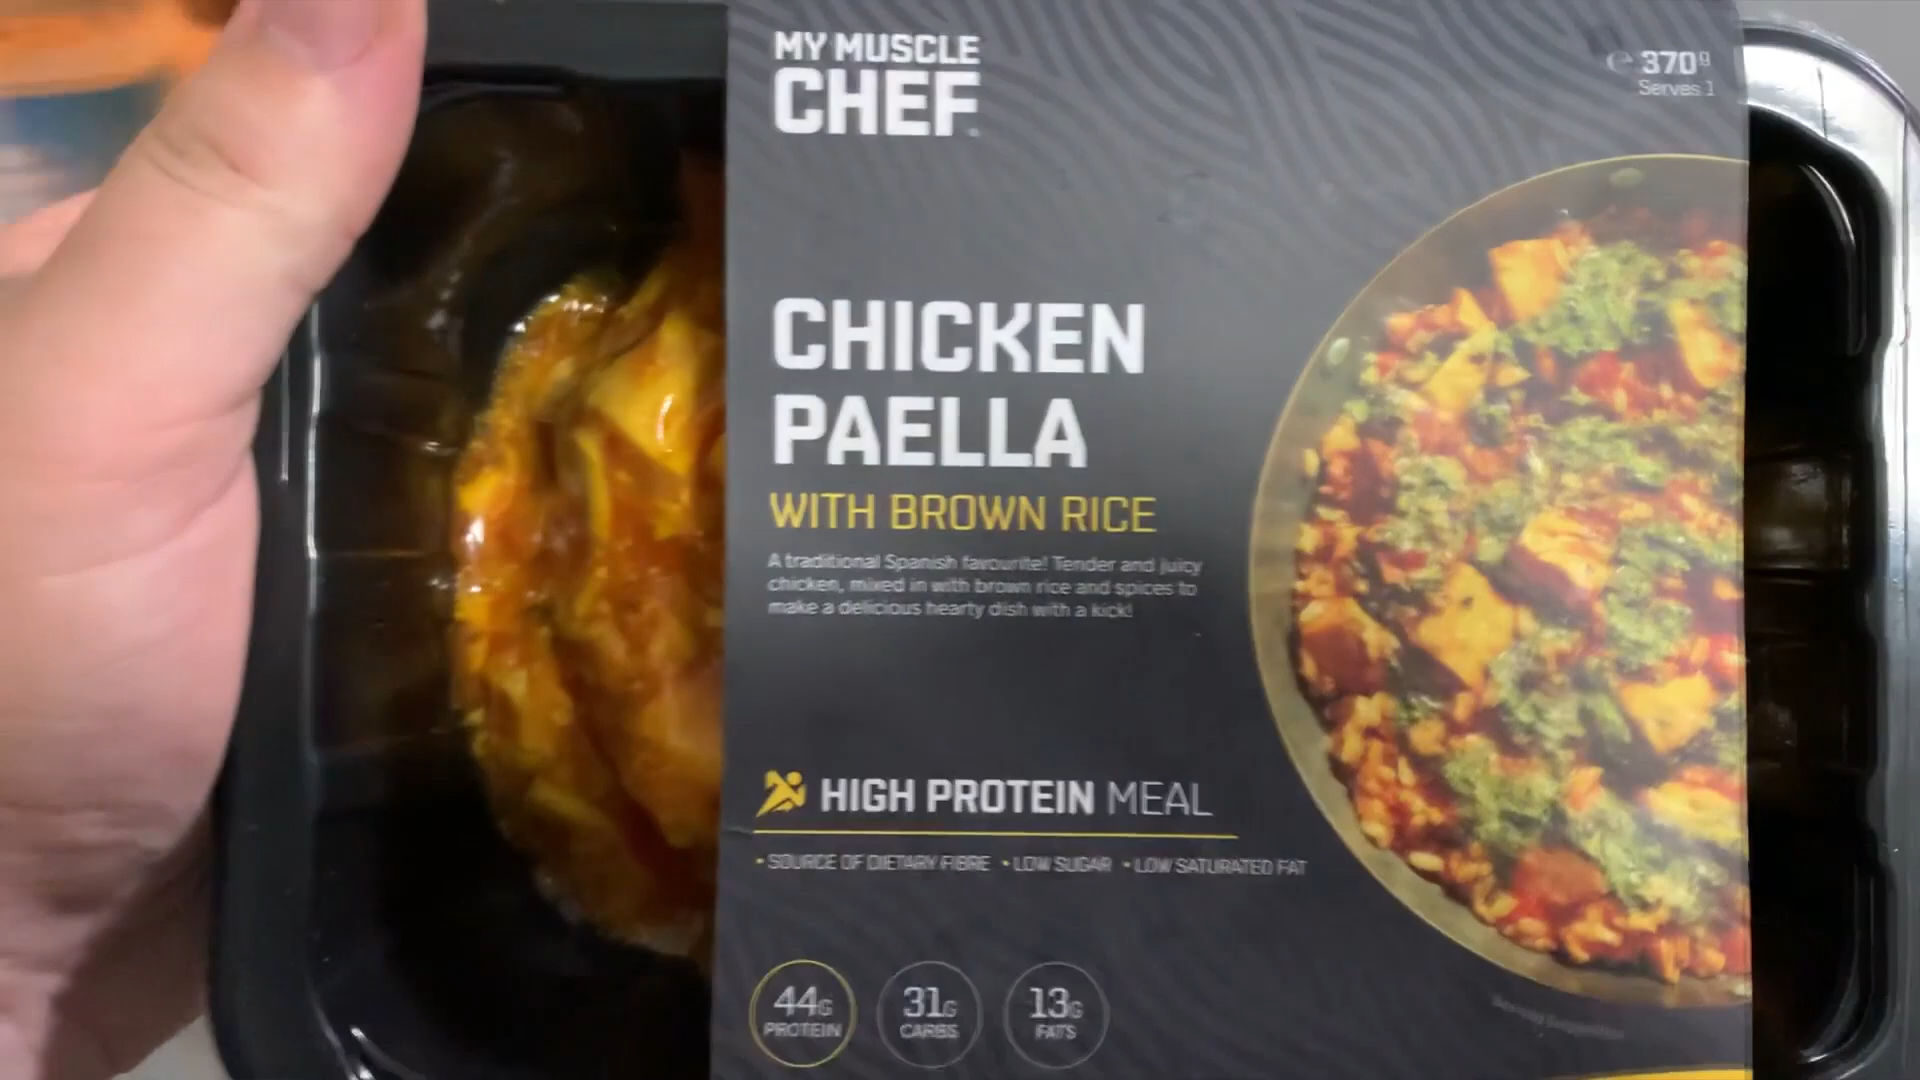 MY MUSCLE
CHEF
℮ 370g
Serves 1
CHICKEN
PAELLA
WITH BROWN RICE
A traditional Spanish favourite! Tender and juicy
chicken, mixed in with brown rice and spices to
make a delicious hearty dish with a kick!
HIGH PROTEIN MEAL
• SOURCE OF DIETARY FIBRE • LOW SUGAR • LOW SATURATED FAT
44G
PROTEIN
31G
CARBS
13G
FATS